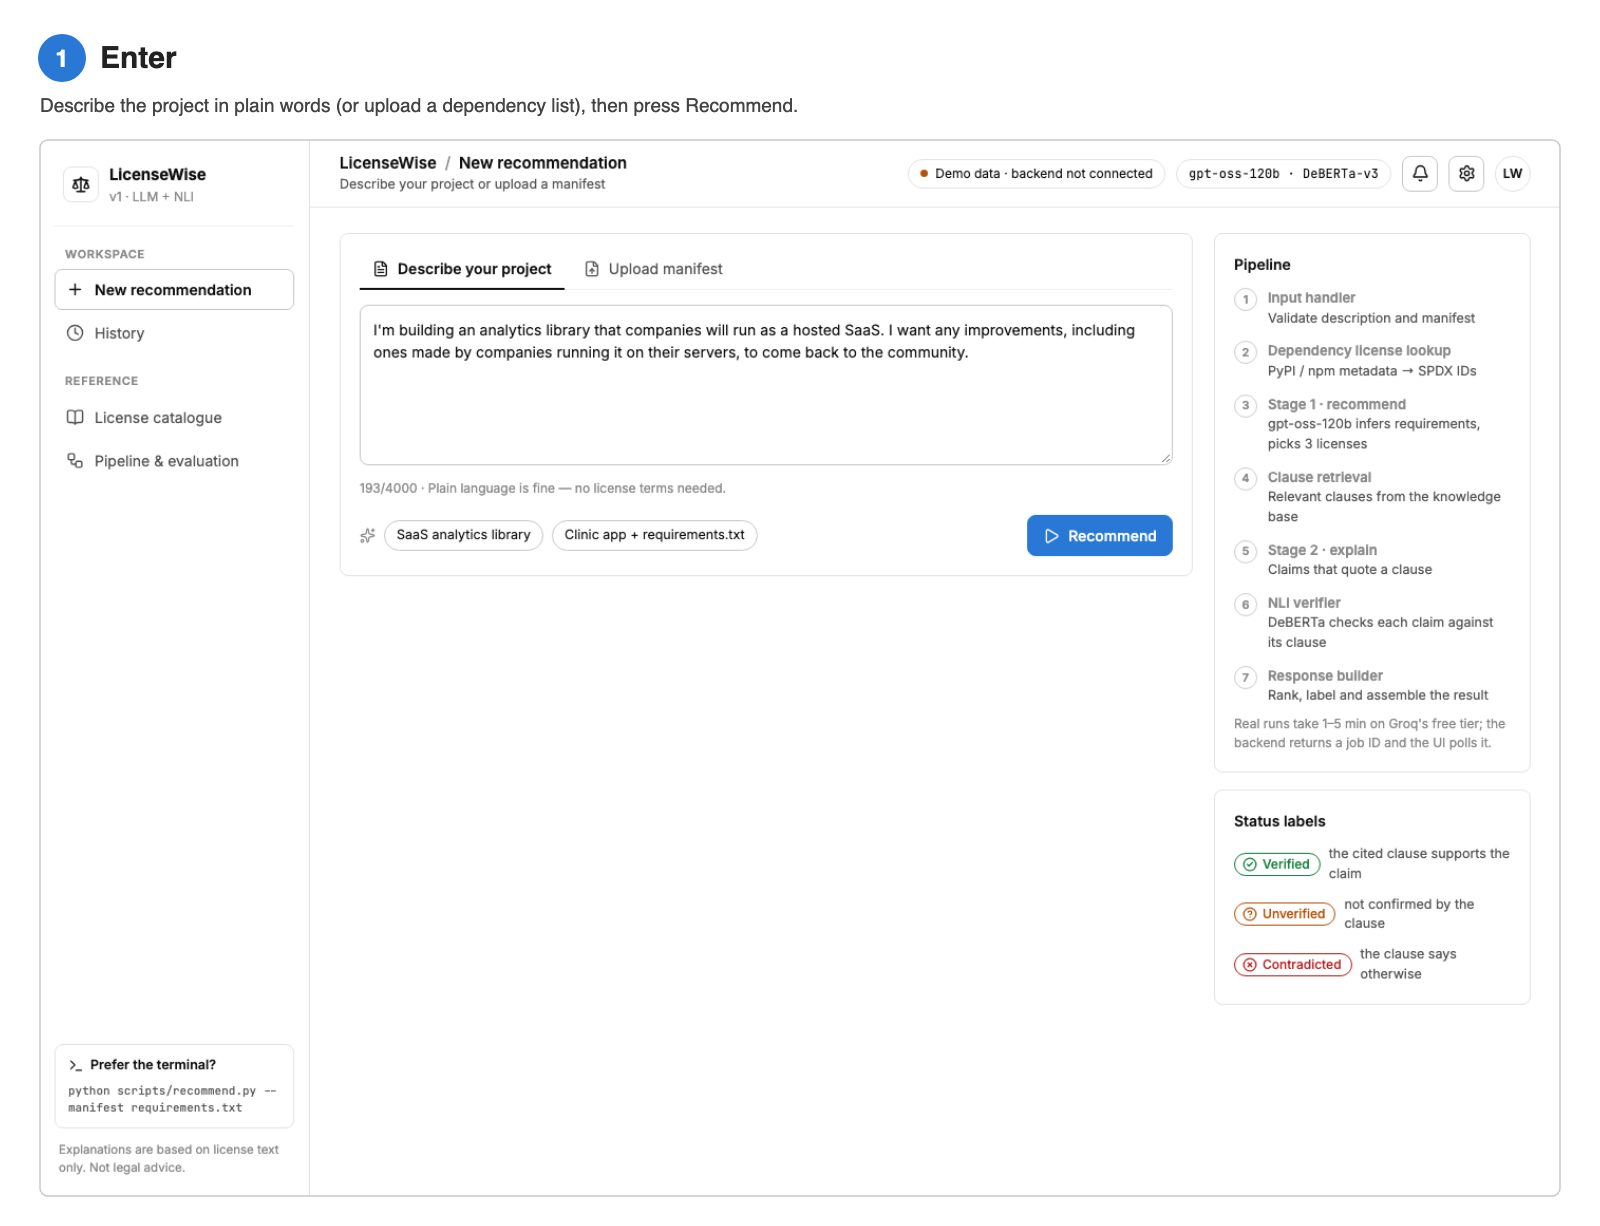 1 Enter
Describe the project in plain words (or upload a dependency list), then press Recommend.
LicenseWise
v1 · LLM + NLI
WORKSPACE
New recommendation
History
REFERENCE
License catalogue
Pipeline & evaluation
>_ Prefer the terminal?
python scripts/recommend.py --
manifest requirements.txt
Explanations are based on license text
only. Not legal advice.
LicenseWise / New recommendation
Describe your project or upload a manifest
Demo data · backend not connected
gpt-oss-120b · DeBERTa-v3
LW
Describe your project
Upload manifest
I'm building an analytics library that companies will run as a hosted SaaS. I want any improvements, including
ones made by companies running it on their servers, to come back to the community.
193/4000 · Plain language is fine — no license terms needed.
SaaS analytics library
Clinic app + requirements.txt
Recommend
Pipeline
1 Input handler
Validate description and manifest
2 Dependency license lookup
PyPI / npm metadata → SPDX IDs
3 Stage 1 · recommend
gpt-oss-120b infers requirements,
picks 3 licenses
4 Clause retrieval
Relevant clauses from the knowledge
base
5 Stage 2 · explain
Claims that quote a clause
6 NLI verifier
DeBERTa checks each claim against
its clause
7 Response builder
Rank, label and assemble the result
Real runs take 1–5 min on Groq's free tier; the
backend returns a job ID and the UI polls it.
Status labels
Verified the cited clause supports the
claim
Unverified not confirmed by the
clause
Contradicted the clause says
otherwise